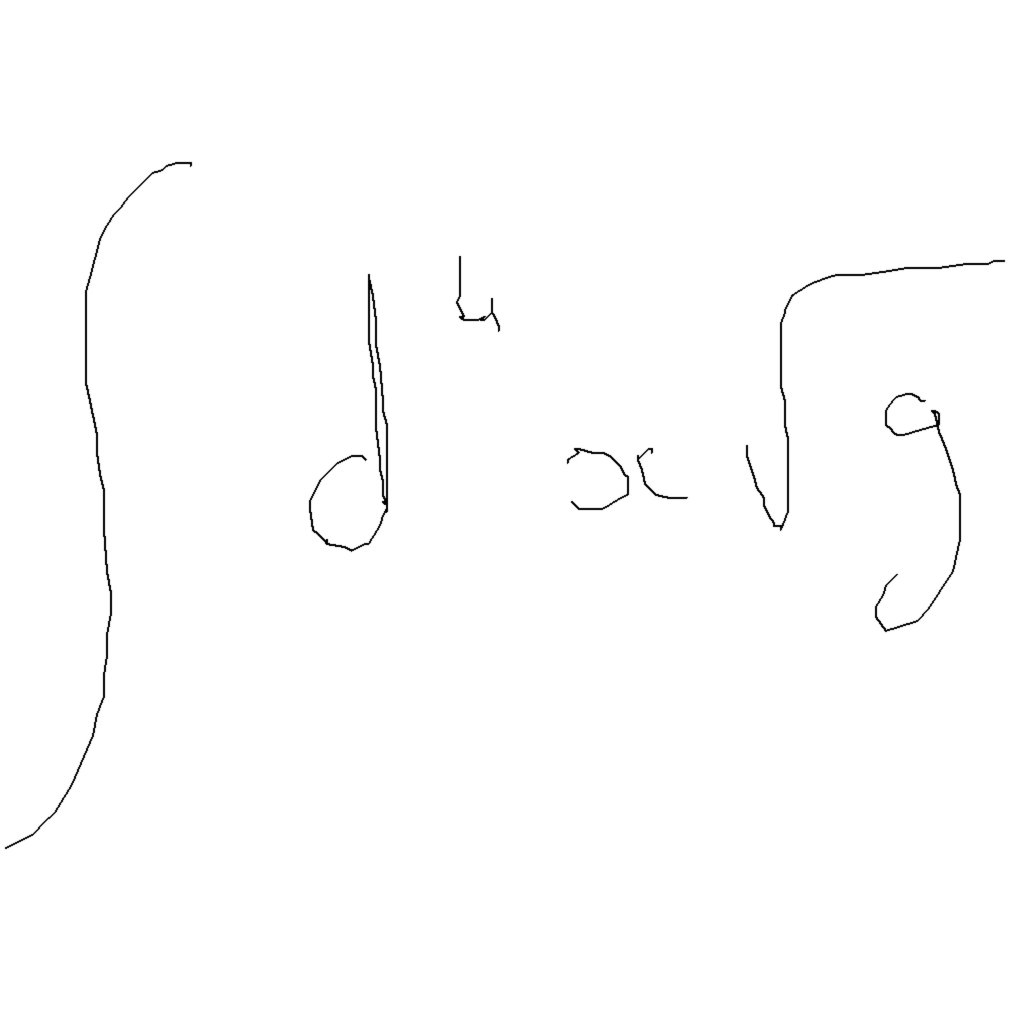 ∫ d⁴x √g